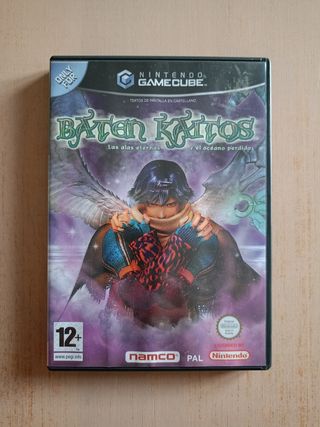 ONLY FOR
NINTENDO
GAMECUBE
TEXTOS DE PANTALLA EN CASTELLANO
BATEN KAITOS
Las alas eternas y el océano perdido
12+
www.pegi.info
namco
PAL
Nintendo